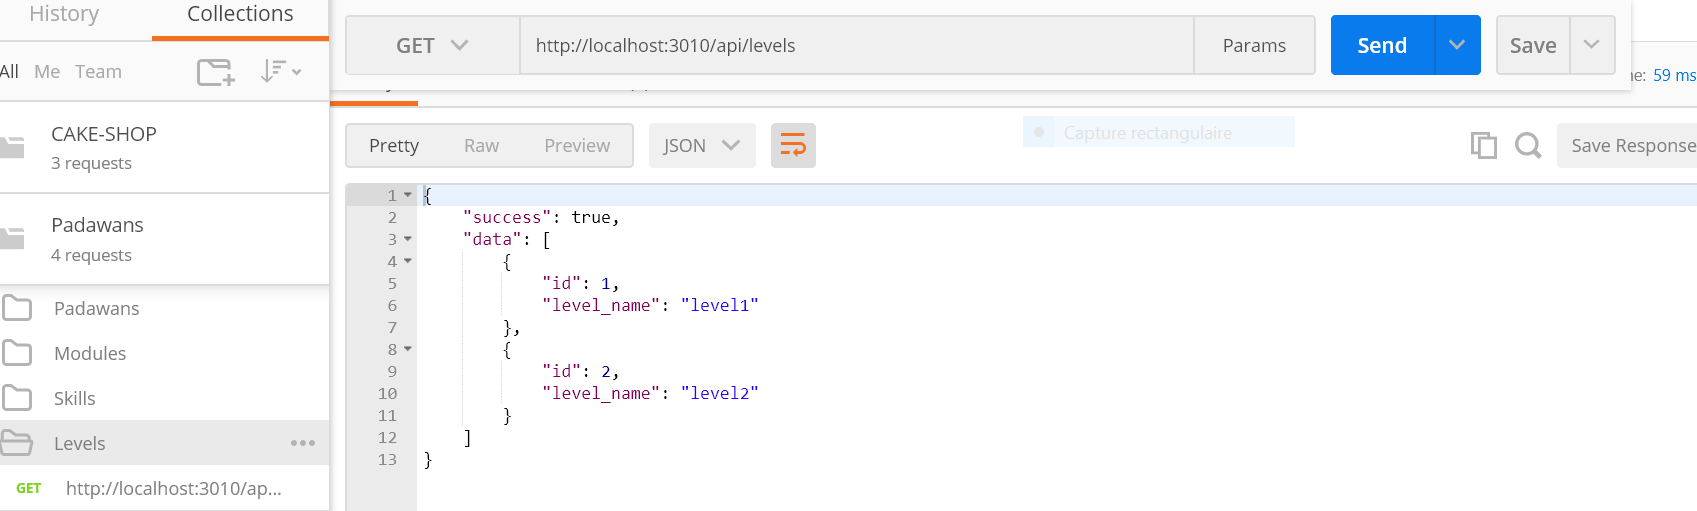 History Collections
All Me Team
CAKE-SHOP
3 requests
Padawans
4 requests
Padawans
Modules
Skills
Levels
GET http://localhost:3010/ap...
GET http://localhost:3010/api/levels Params Send Save
59 ms
Pretty Raw Preview JSON Capture rectangulaire Save Response
1 {
2 "success": true,
3 "data": [
4 {
5 "id": 1,
6 "level_name": "level1"
7 },
8 {
9 "id": 2,
10 "level_name": "level2"
11 }
12 ]
13 }